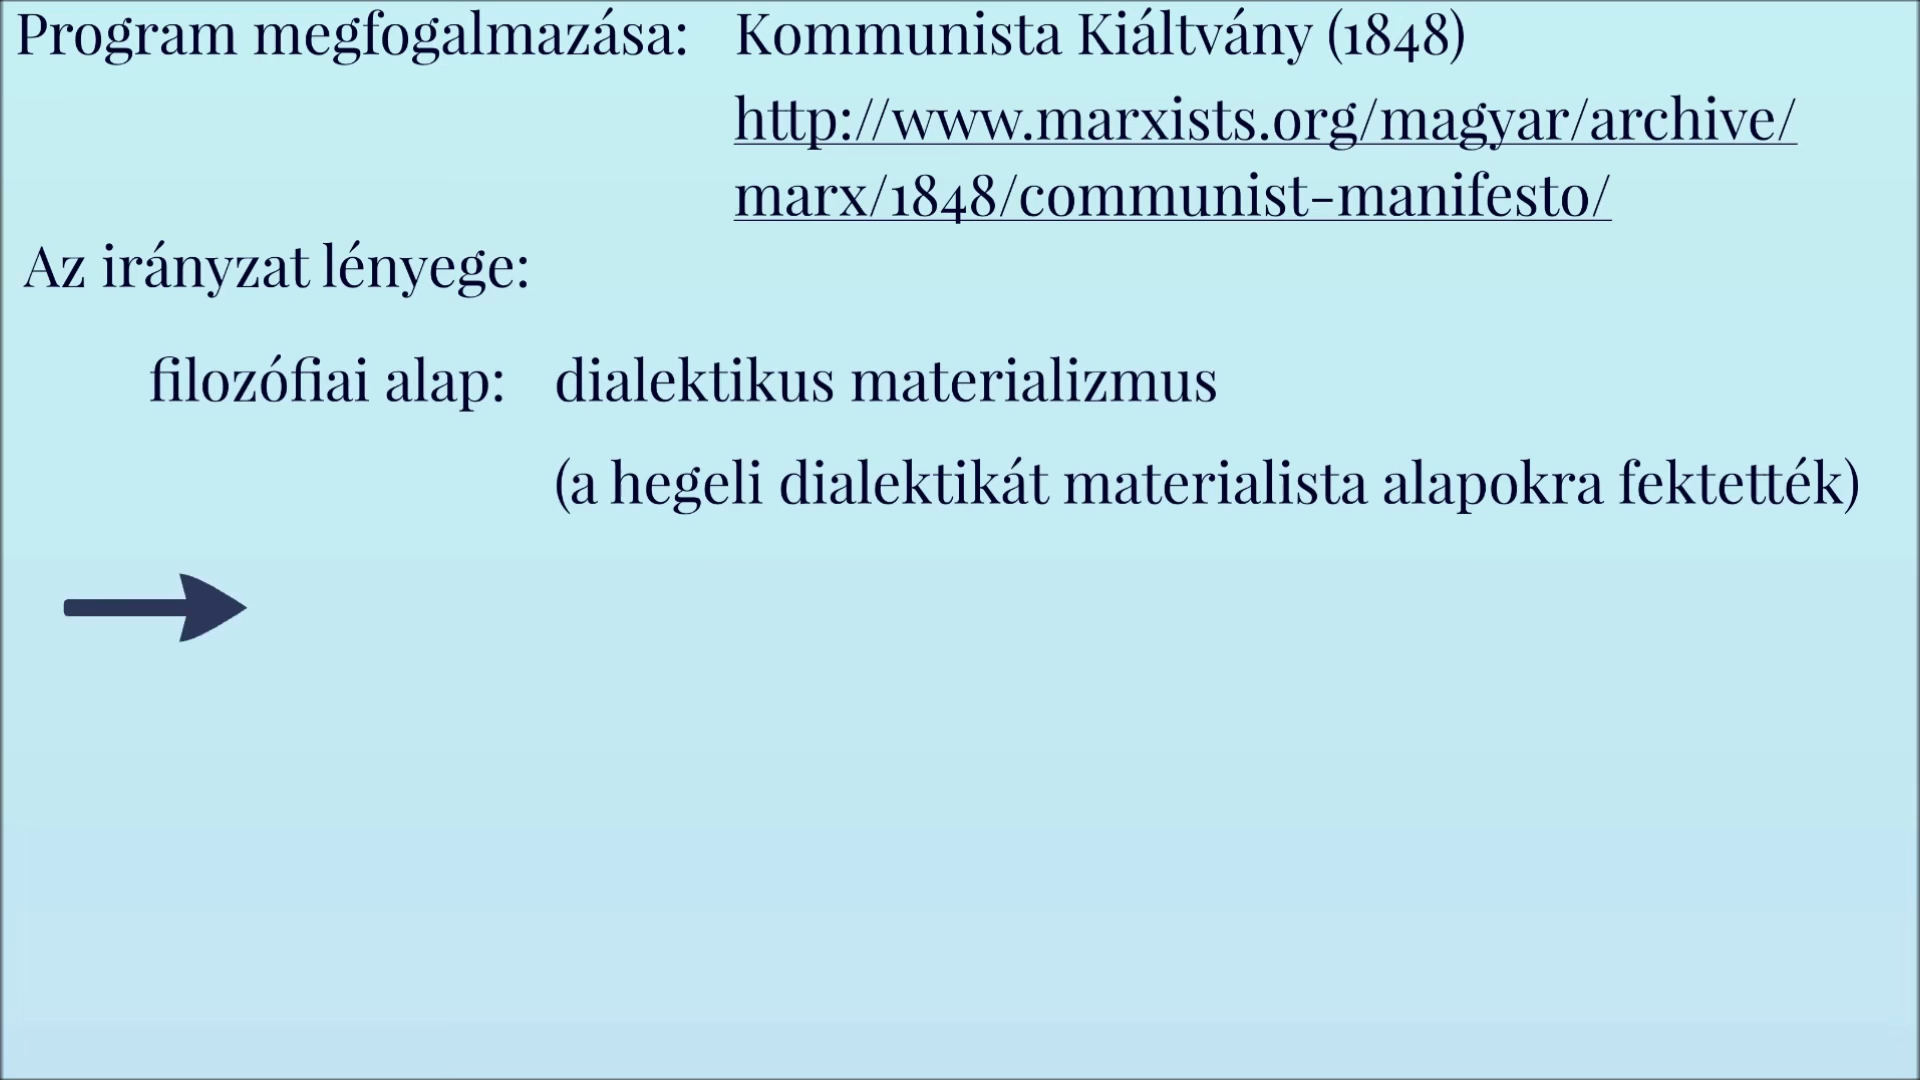 Program megfogalmazása: Kommunista Kiáltvány (1848)
http://www.marxists.org/magyar/archive/
marx/1848/communist-manifesto/
Az irányzat lényege:
filozófiai alap: dialektikus materializmus
(a hegeli dialektikát materialista alapokra fektették)